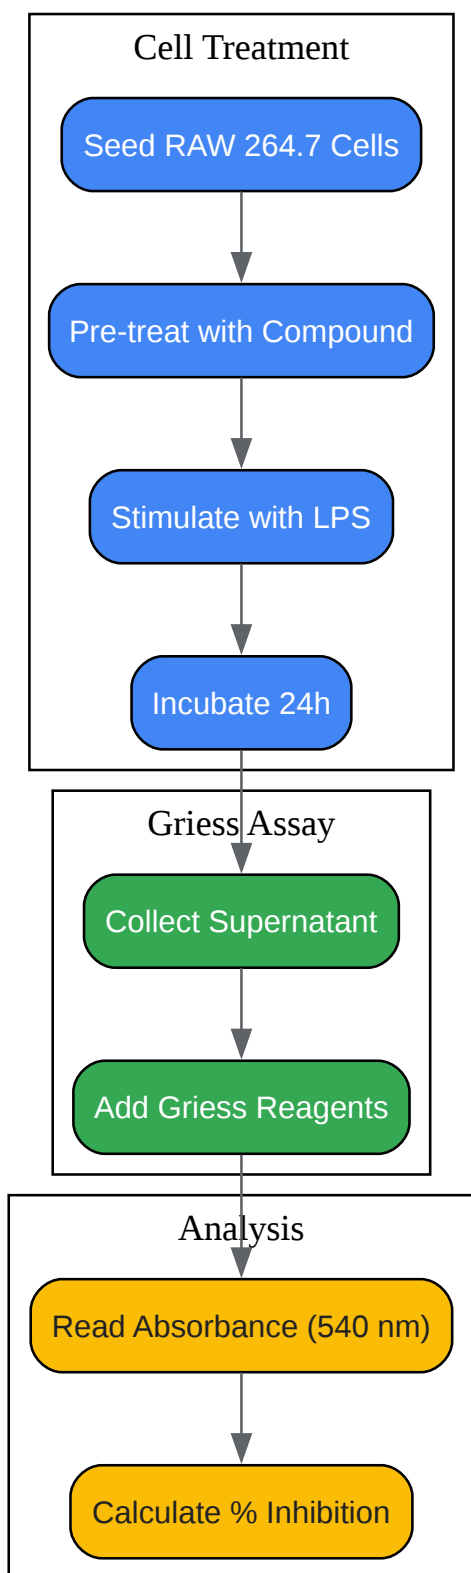 Cell Treatment
Seed RAW 264.7 Cells
Pre-treat with Compound
Stimulate with LPS
Incubate 24h
Griess Assay
Collect Supernatant
Add Griess Reagents
Analysis
Read Absorbance (540 nm)
Calculate % Inhibition